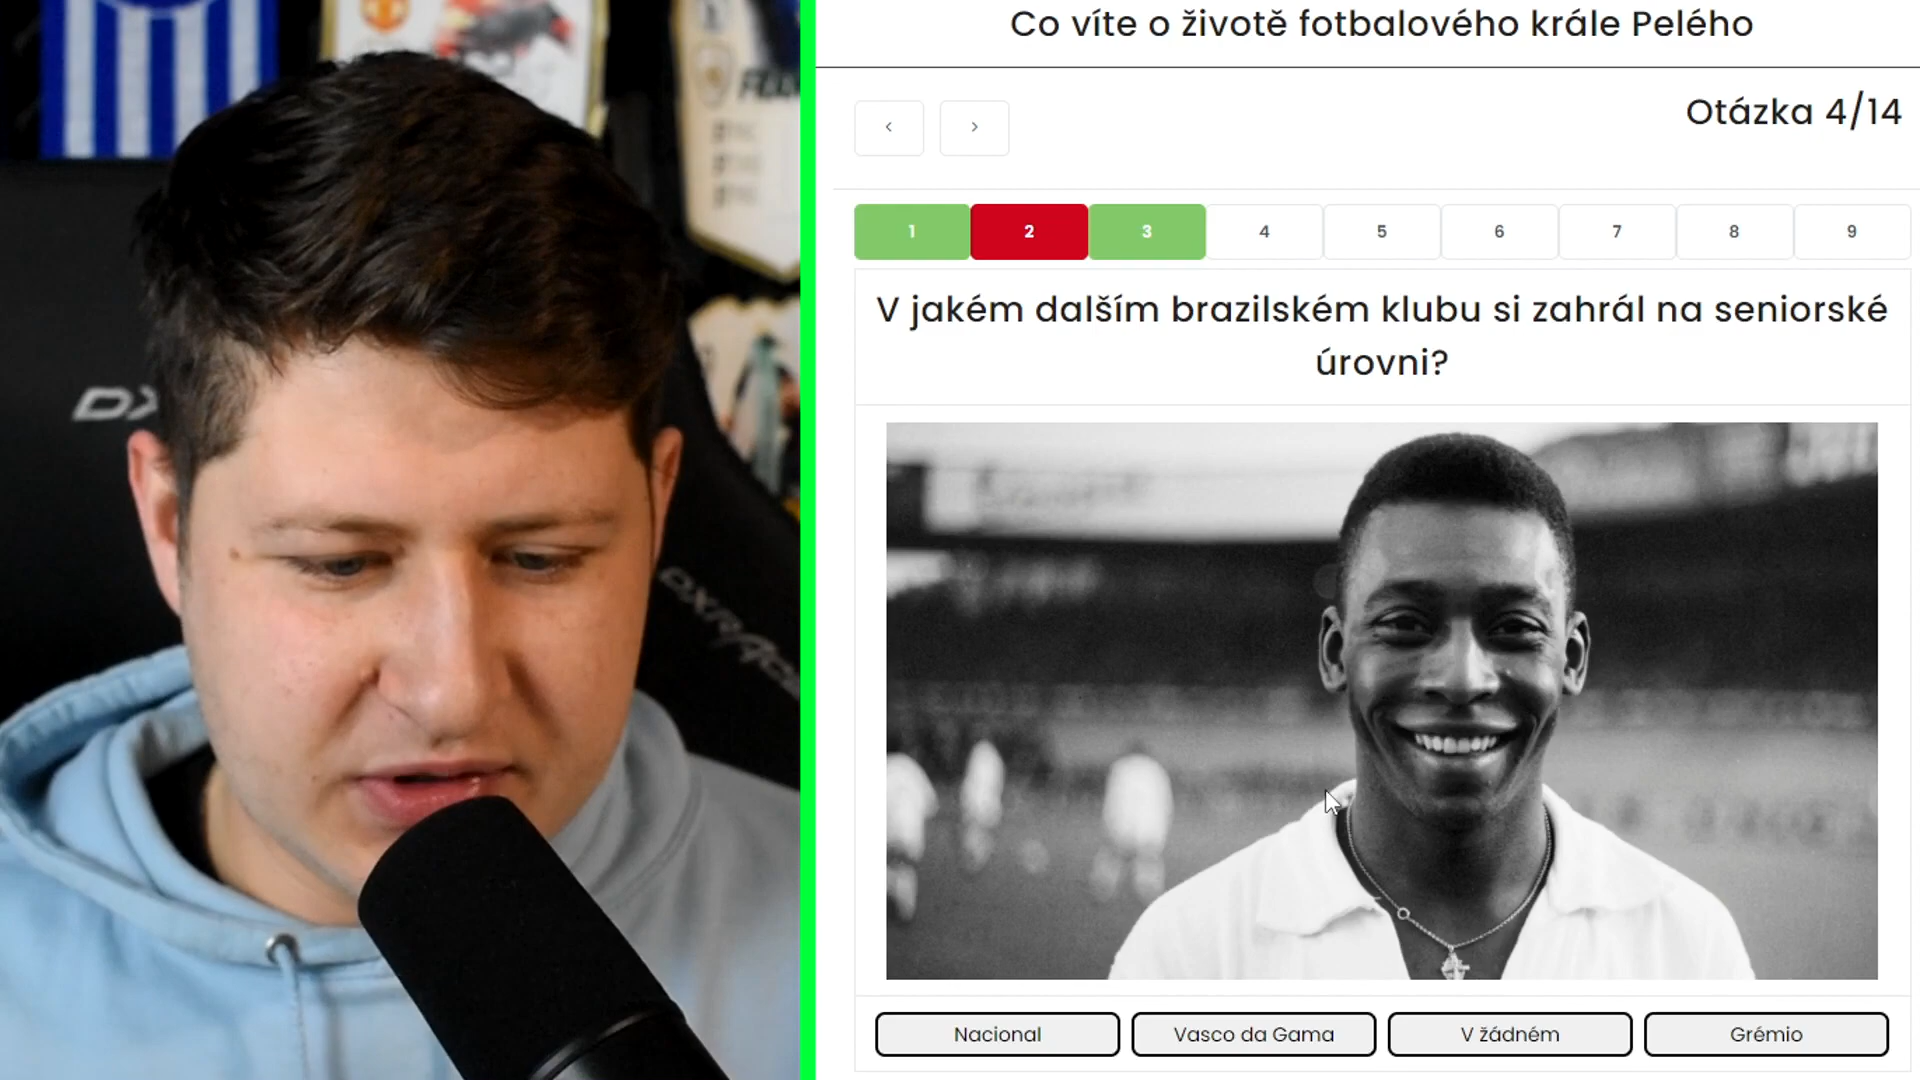 Co víte o životě fotbalového krále Pelého
Otázka 4/14
1 2 3 4 5 6 7 8 9
V jakém dalším brazilském klubu si zahrál na seniorské
úrovni?
Nacional Vasco da Gama V žádném Grémio